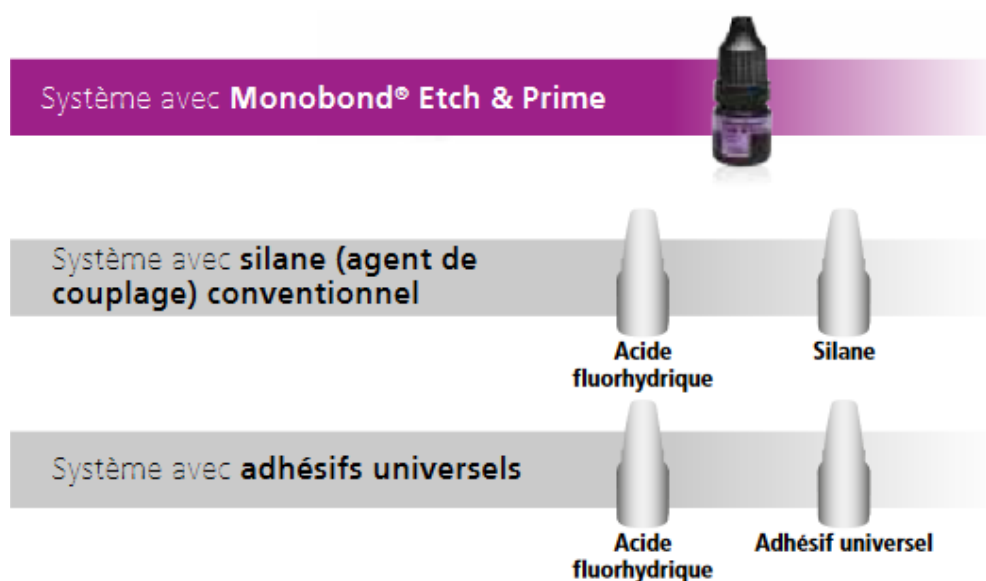 Système avec Monobond® Etch & Prime
Système avec silane (agent de
couplage) conventionnel
Acide
fluorhydrique
Silane
Système avec adhésifs universels
Acide
fluorhydrique
Adhésif universel